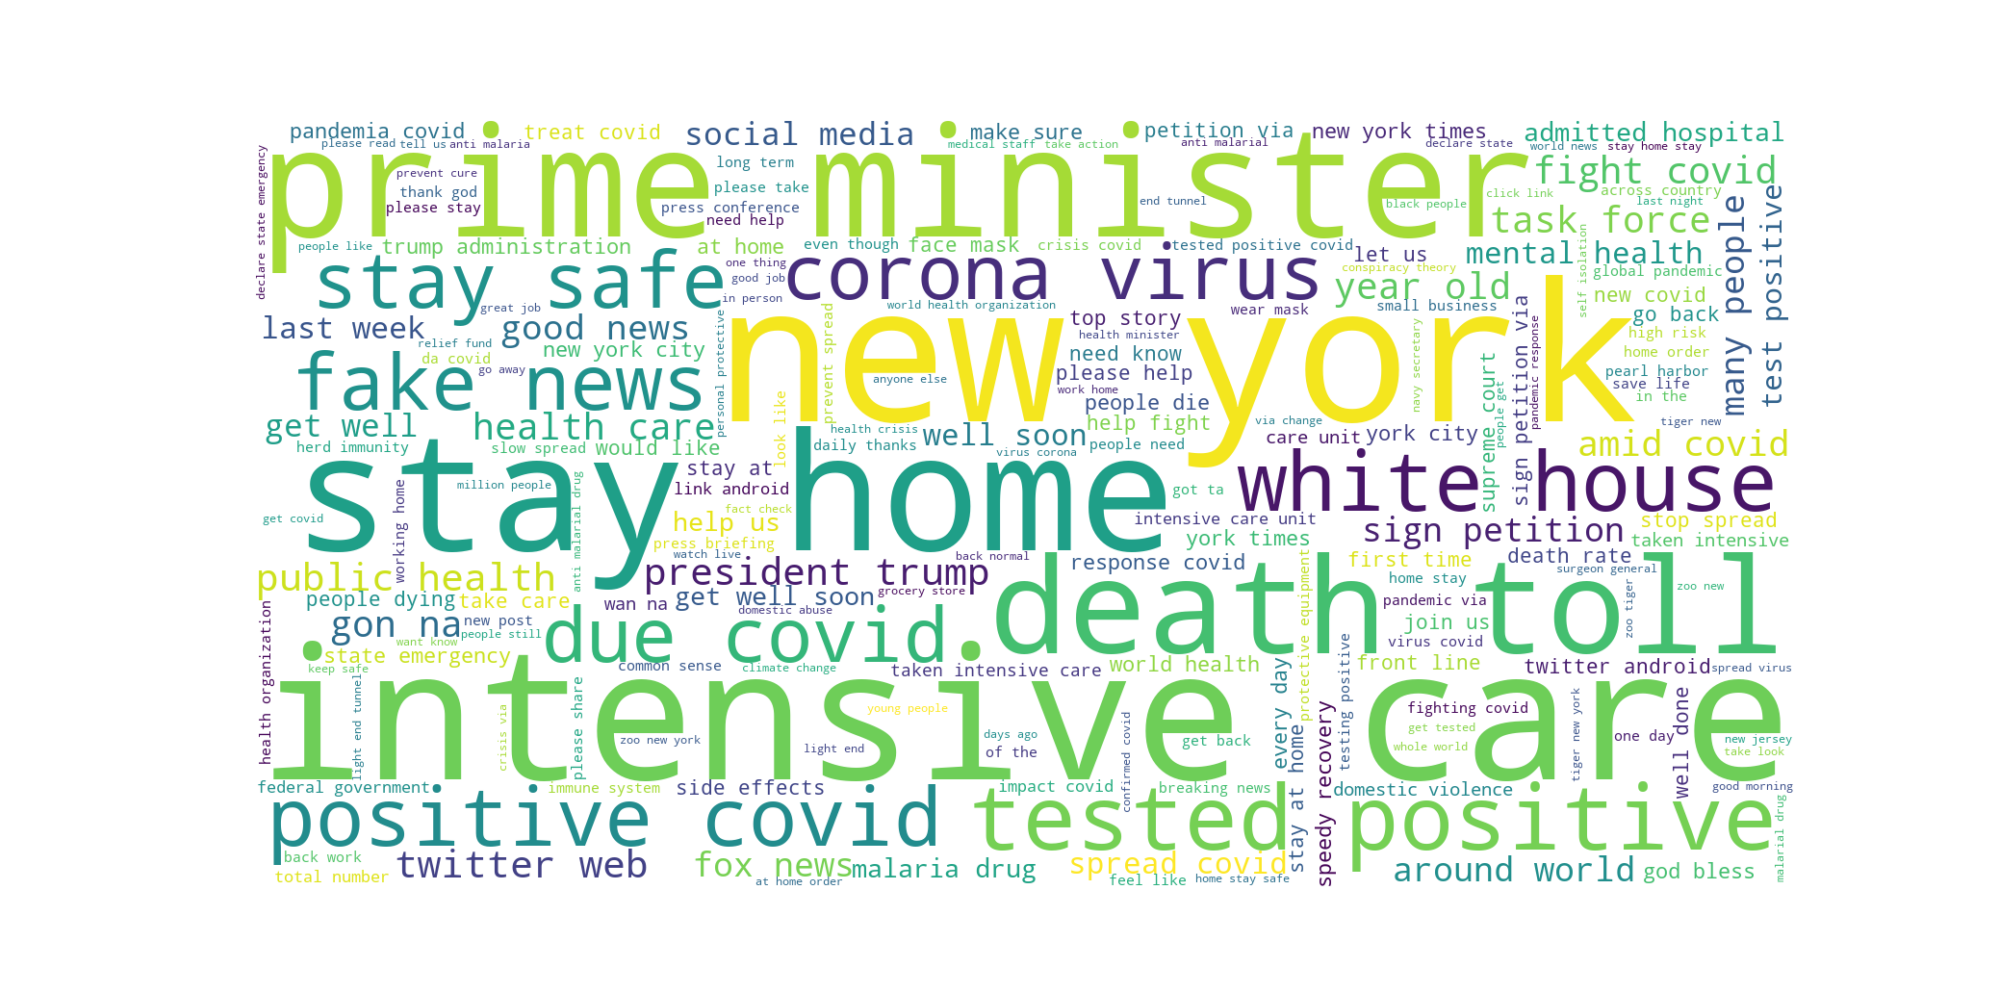 prime minister
new york
stay home
intensive care
death toll
white house
corona virus
stay safe
fake news
due covid
positive covid
tested positive
pandemia covid
treat covid
social media
make sure
petition via
new york times
admitted hospital
please read
tell us
anti malaria
long term
medical staff
take action
anti malarial
declare state
world news
stay home stay
declare state emergency
prevent cure
thank god
please stay
please take
press conference
need help
end tunnel
black people
click link
fight covid
across country
last night
task force
people like
trump administration
at home
even though
face mask
crisis covid
tested positive covid
let us
mental health
many people
test positive
one thing
good job
in person
world health organization
conspiracy theory
year old
self isolation
global pandemic
new covid
go back
high risk
home order
pearl harbor
save life
in the
tiger new
great job
last week
good news
relief fund
da covid
go away
new york city
personal protective
prevent spread
top story
health minister
need know
please help
work home
wear mask
small business
navy secretary
anyone else
people die
help fight
via change
supreme court
people get
sign petition via
pandemic response
get well
health care
herd immunity
slow spread
would like
look like
health crisis
daily thanks
well soon
virus corona
people need
care unit
york city
amid covid
stay at
link android
million people
anti malarial drug
working home
get covid
fact check
help us
press briefing
watch live
got ta
intensive care unit
york times
back normal
response covid
sign petition
stop spread
taken intensive
first time
death rate
surgeon general
public health
president trump
people dying
take care
wan na
get well soon
grocery store
domestic abuse
protective equipment
home stay
pandemic via
join us
virus covid
zoo tiger
zoo new
gon na
new post
people still
want know
state emergency
keep safe
common sense
climate change
taken intensive care
world health
every day
front line
twitter android
spread virus
health organization
light end tunnel
crisis via
please share
zoo new york
young people
light end
days ago
of the
confirmed covid
get back
stay at home
speedy recovery
testing positive
fighting covid
get tested
whole world
tiger new york
one day
well done
new jersey
take look
good morning
federal government
immune system
side effects
impact covid
breaking news
domestic violence
malarial drug
back work
total number
twitter web
fox news
at home order
malaria drug
spread covid
feel like
home stay safe
around world
god bless